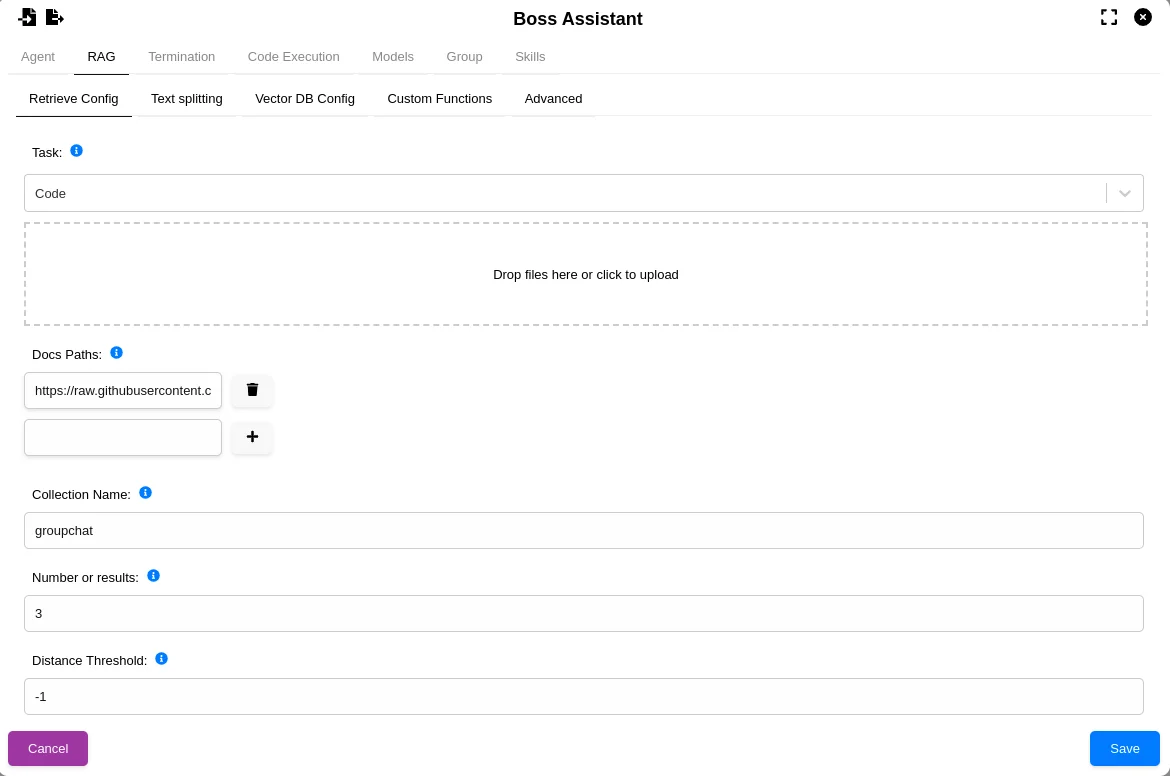 Boss Assistant
Agent RAG Termination Code Execution Models Group Skills
Retrieve Config Text splitting Vector DB Config Custom Functions Advanced
Task:
Code
Drop files here or click to upload
Docs Paths:
https://raw.githubusercontent.c
Collection Name:
groupchat
Number or results:
3
Distance Threshold:
-1
Cancel Save